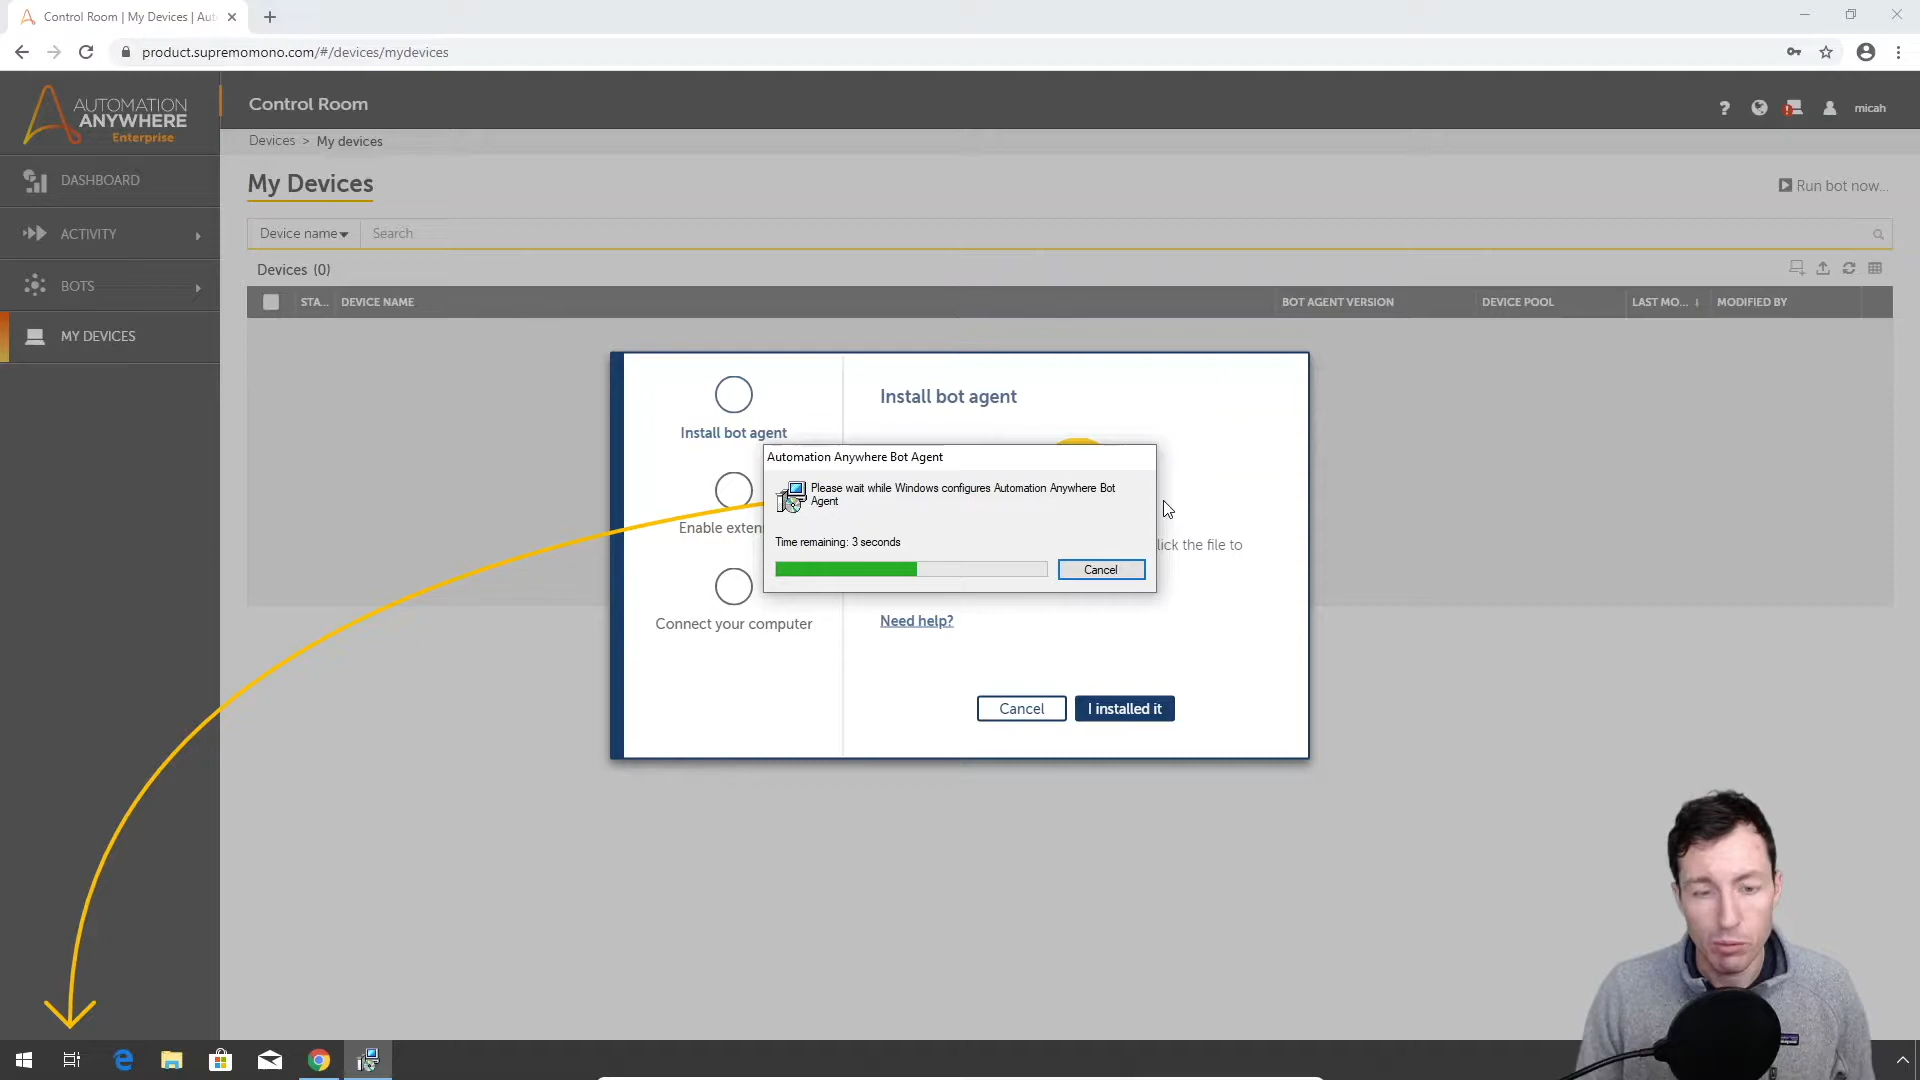 Control Room | My Devices | Aut
product.supremomono.com/#/devices/mydevices
AUTOMATION
ANYWHERE
Enterprise
Control Room
micah
Devices > My devices
DASHBOARD
ACTIVITY
BOTS
MY DEVICES
My Devices
Run bot now...
Device name
Search
Devices (0)
STA...
DEVICE NAME
BOT AGENT VERSION
DEVICE POOL
LAST MO...
MODIFIED BY
Install bot agent
Enable exten
Connect your computer
Install bot agent
Automation Anywhere Bot Agent
Please wait while Windows configures Automation Anywhere Bot
Agent
Time remaining: 3 seconds
Cancel
lick the file to
Need help?
Cancel
I installed it